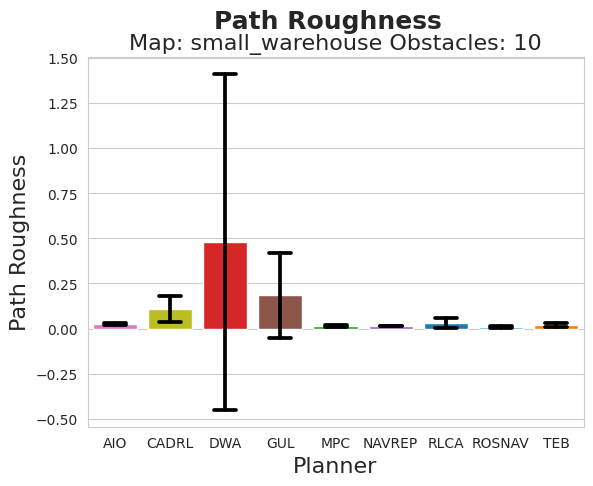 Path Roughness
Map: small_warehouse Obstacles: 10
Path Roughness
1.50
1.25
1.00
0.75
0.50
0.25
0.00
−0.25
−0.50
AIO CADRL DWA GUL MPC NAVREP RLCA ROSNAV TEB
Planner